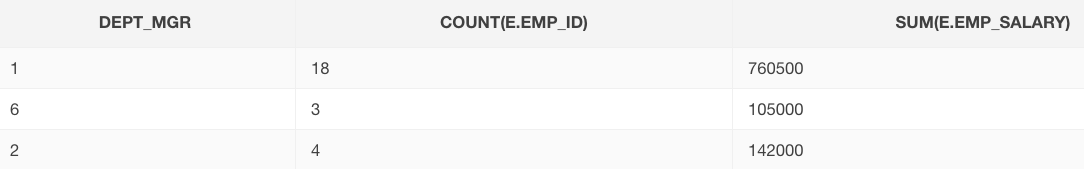 DEPT_MGR COUNT(E.EMP_ID) SUM(E.EMP_SALARY)
1 18 760500
6 3 105000
2 4 142000